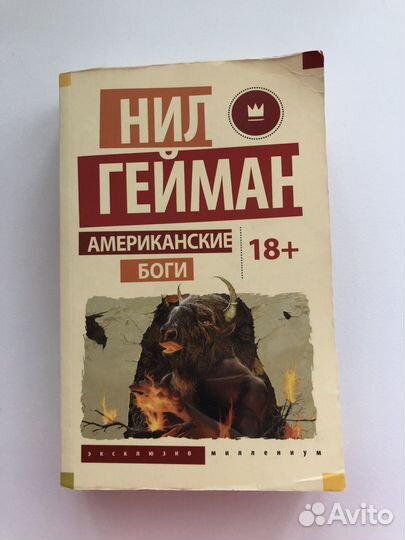 НИЛ
ГЕЙМАН
АМЕРИКАНСКИЕ
БОГИ
18+
эксклюзив миллениум
Avito